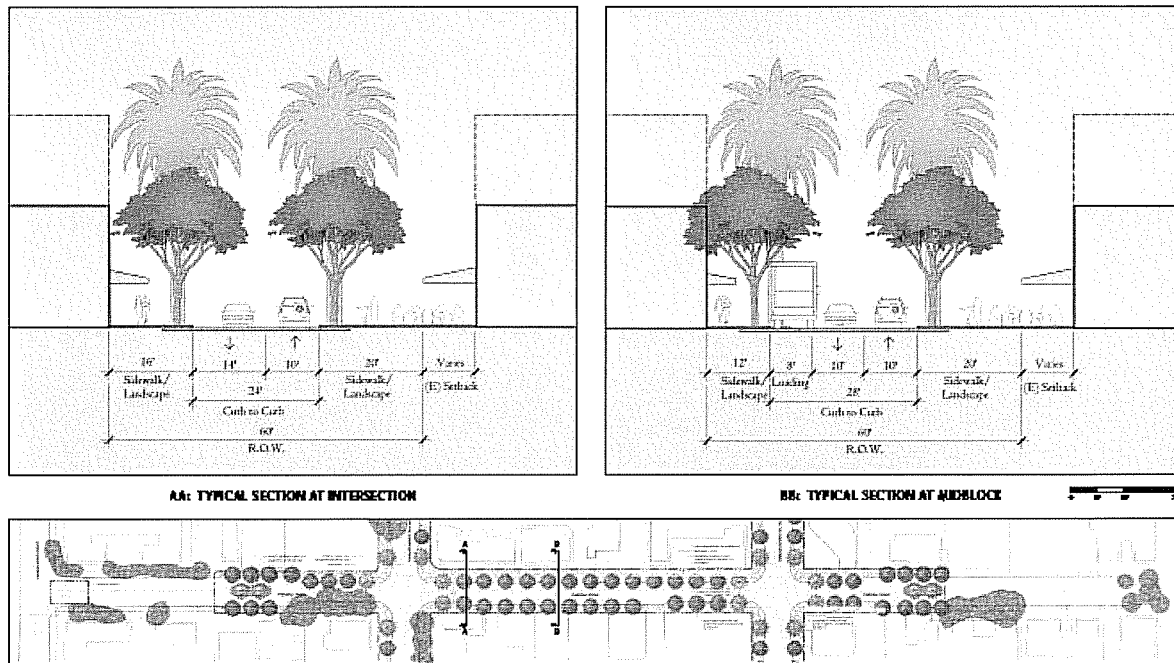 16' 14' 10' 20' Varies
Sidewalk/ Landscape Sidewalk/ Landscape (E) Setback
24'
Curb to Curb
60'
R.O.W.
AA: TYPICAL SECTION AT INTERSECTION
12' 8' 10' 10' 20' Varies
Sidewalk/ Landscape Loading Sidewalk/ Landscape (E) Setback
28'
Curb to Curb
60'
R.O.W.
BB: TYPICAL SECTION AT MIDBLOCK
A
A